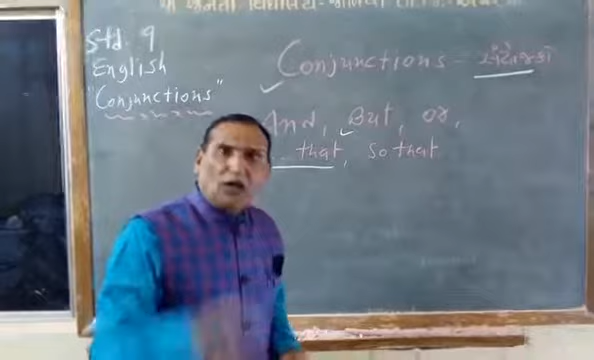 Std. 9
English
"Conjunctions"
Conjunctions - સંયોજકો
And, But, or,
that, so that